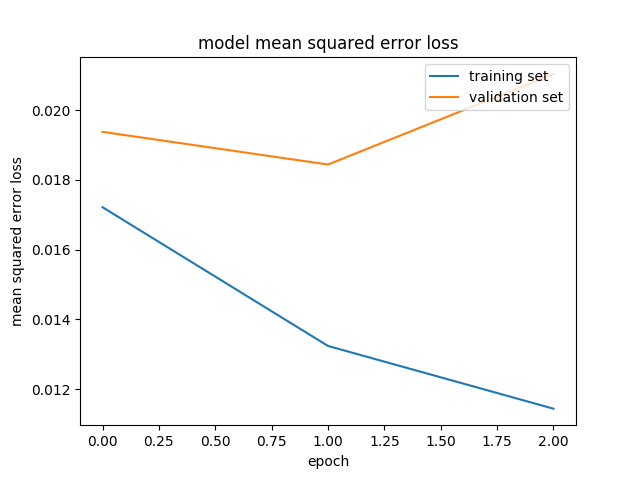 model mean squared error loss
training set
validation set
0.020
0.018
0.016
0.014
0.012
mean squared error loss
0.00 0.25 0.50 0.75 1.00 1.25 1.50 1.75 2.00
epoch